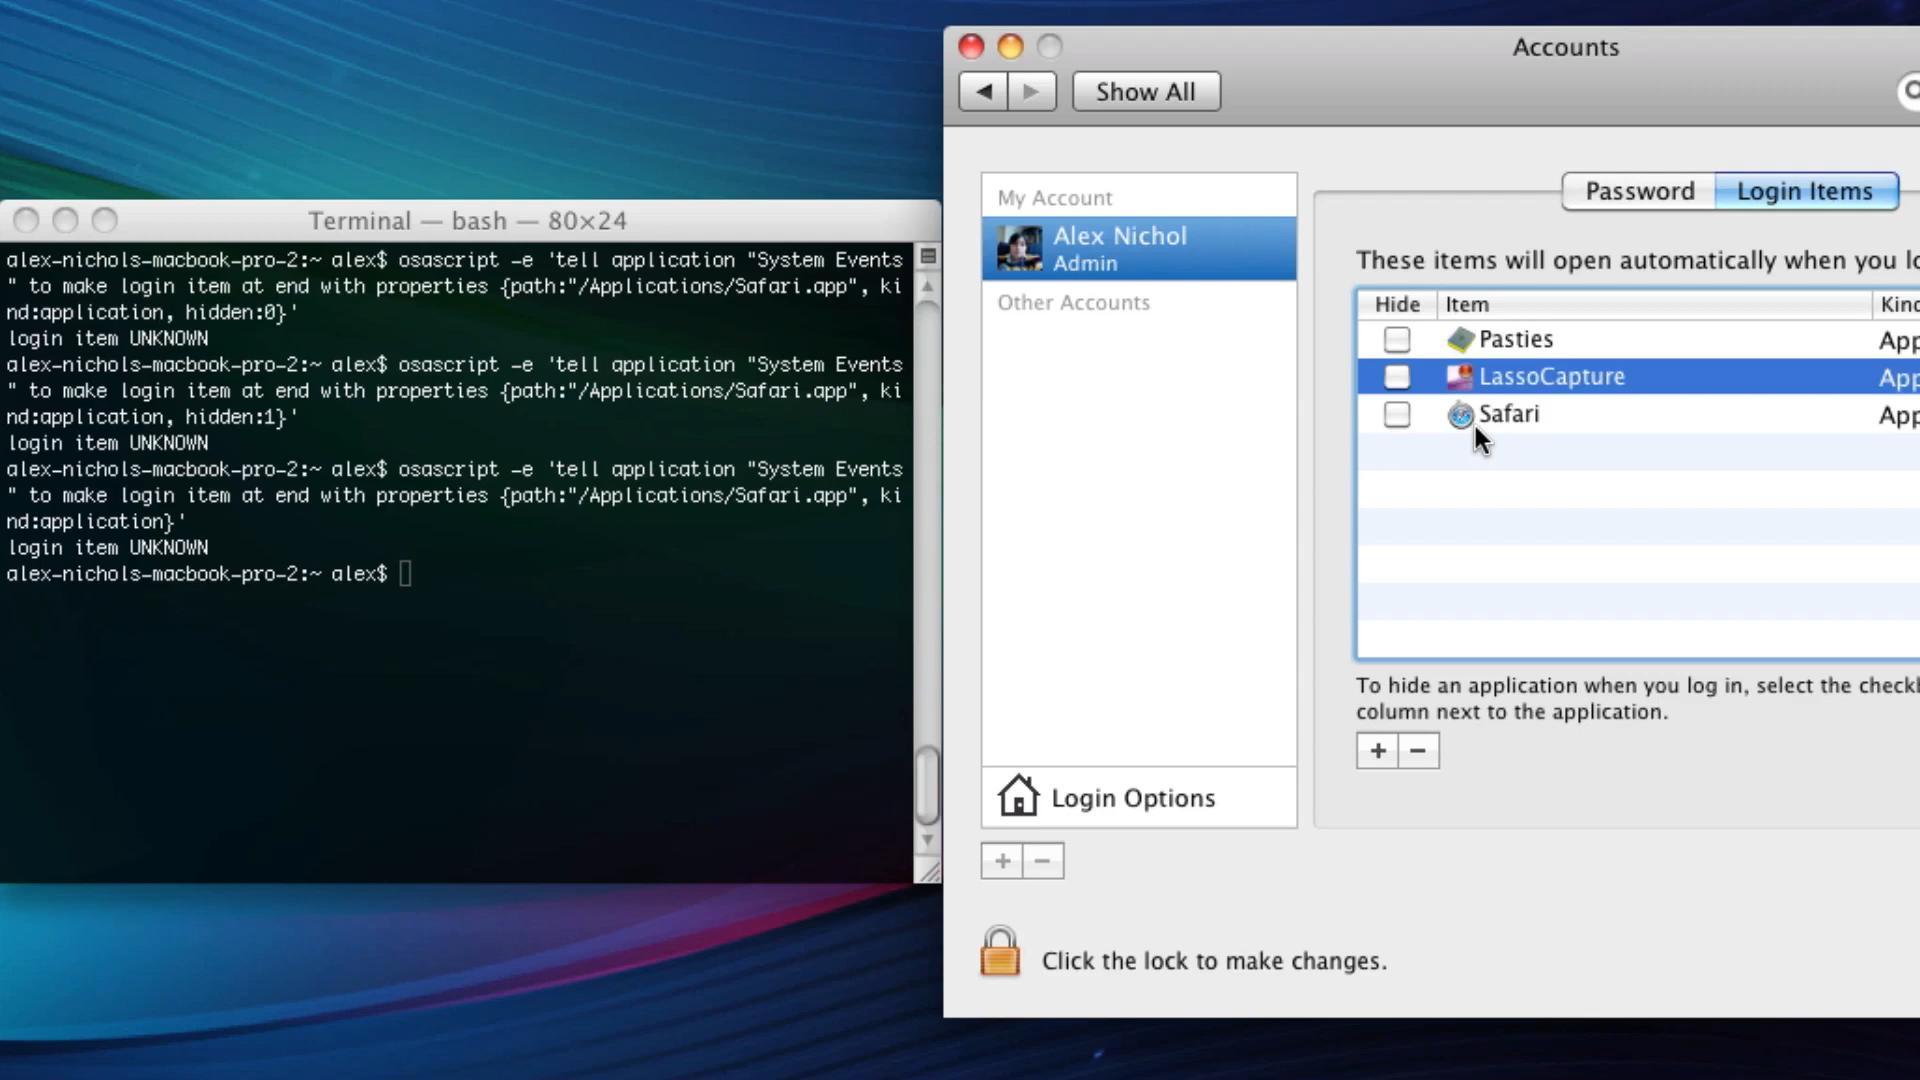 Terminal — bash — 80×24
alex-nichols-macbook-pro-2:~ alex$ osascript -e 'tell application "System Events
" to make login item at end with properties {path:"/Applications/Safari.app", ki
nd:application, hidden:0}'
login item UNKNOWN
alex-nichols-macbook-pro-2:~ alex$ osascript -e 'tell application "System Events
" to make login item at end with properties {path:"/Applications/Safari.app", ki
nd:application, hidden:1}'
login item UNKNOWN
alex-nichols-macbook-pro-2:~ alex$ osascript -e 'tell application "System Events
" to make login item at end with properties {path:"/Applications/Safari.app", ki
nd:application}'
login item UNKNOWN
alex-nichols-macbook-pro-2:~ alex$
Accounts
Show All
My Account
Alex Nichol
Admin
Other Accounts
Login Options
Click the lock to make changes.
Password Login Items
These items will open automatically when you lo
Hide Item Kind
Pasties App
LassoCapture App
Safari App
To hide an application when you log in, select the checkb
column next to the application.